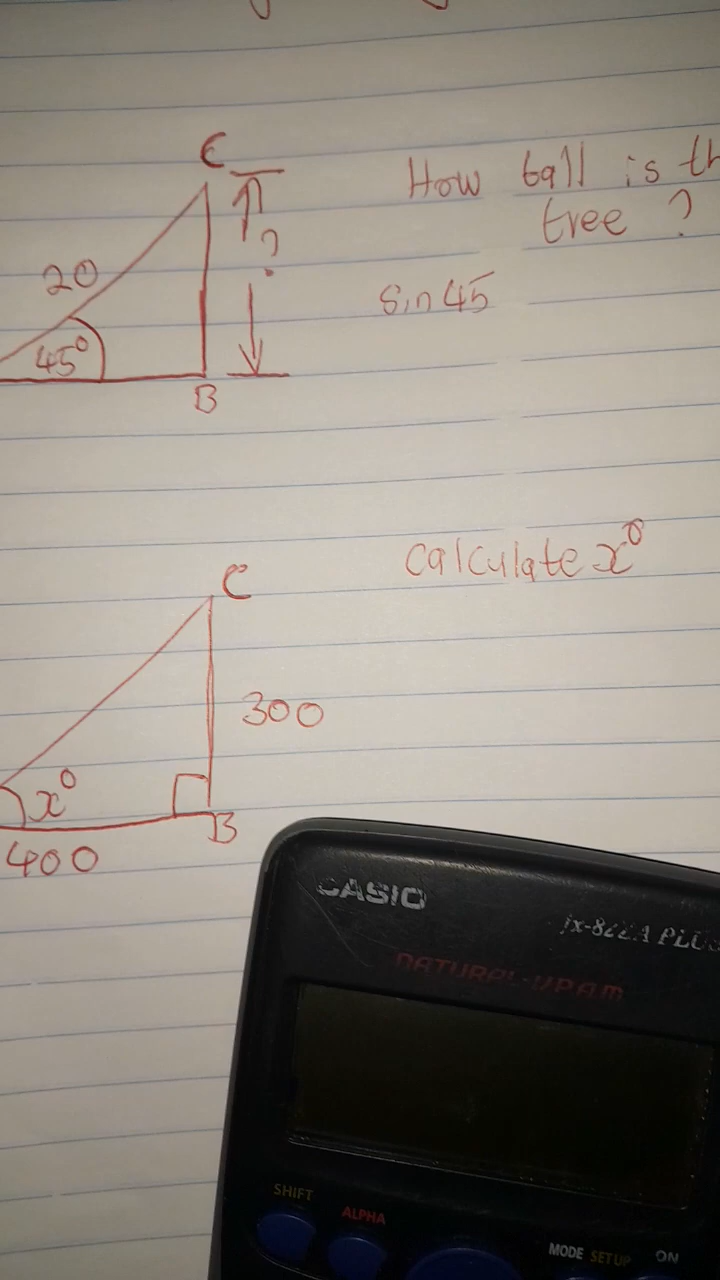 C
How tall is th
tree ?
20
?
Sin 45
45°
B
Calculate x°
C
300
x°
B
400
CASIO
fx-82ZA PLUS
NATURAL-V.P.A.M.
SHIFT
ALPHA
MODE SETUP ON